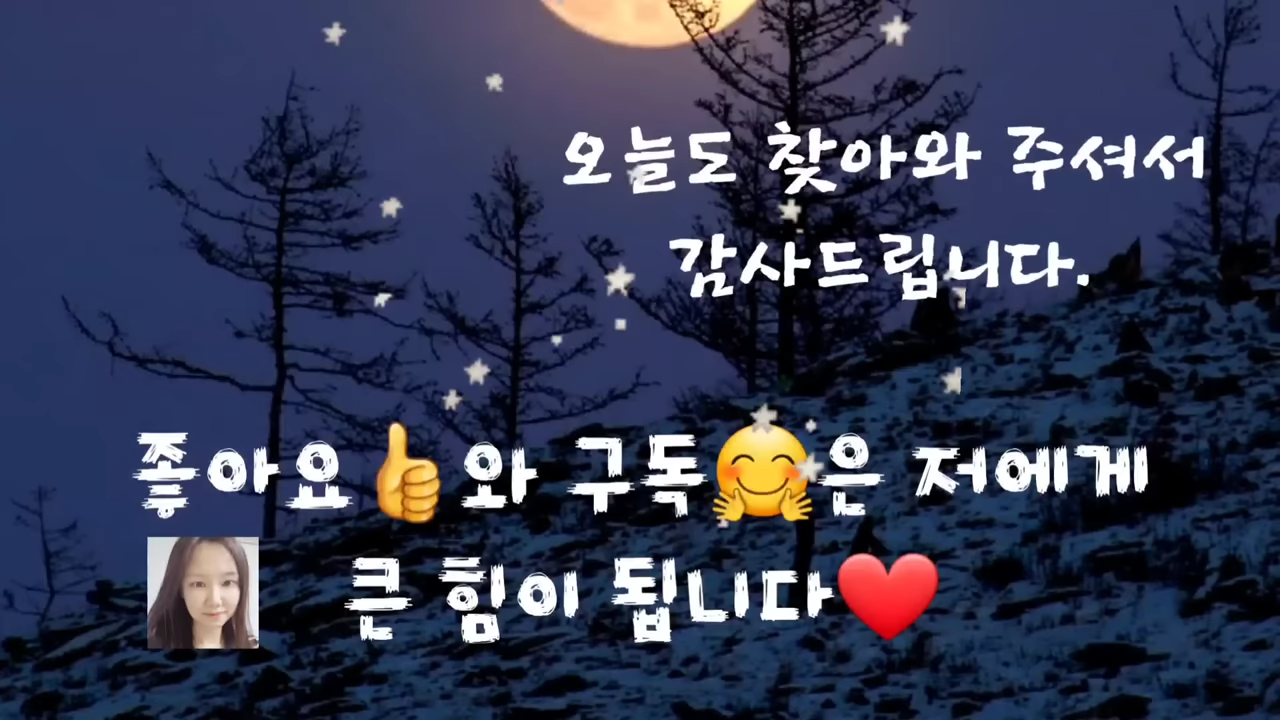 오늘도 찾아와 주셔서
감사드립니다.
좋아요👍와 구독🤗은 저에게
큰 힘이 됩니다❤️